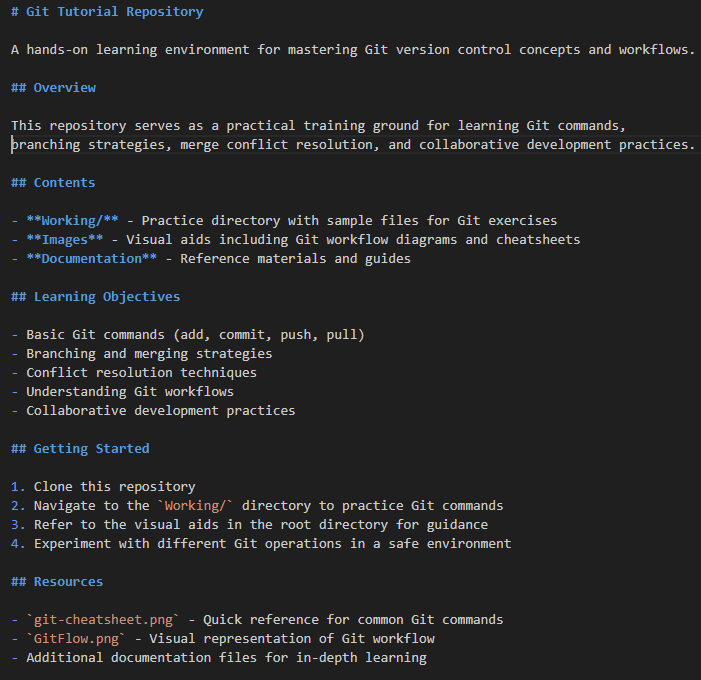 # Git Tutorial Repository
A hands-on learning environment for mastering Git version control concepts and workflows.
## Overview
This repository serves as a practical training ground for learning Git commands,
branching strategies, merge conflict resolution, and collaborative development practices.
## Contents
- **Working/** - Practice directory with sample files for Git exercises
- **Images** - Visual aids including Git workflow diagrams and cheatsheets
- **Documentation** - Reference materials and guides
## Learning Objectives
- Basic Git commands (add, commit, push, pull)
- Branching and merging strategies
- Conflict resolution techniques
- Understanding Git workflows
- Collaborative development practices
## Getting Started
1. Clone this repository
2. Navigate to the `Working/` directory to practice Git commands
3. Refer to the visual aids in the root directory for guidance
4. Experiment with different Git operations in a safe environment
## Resources
- `git-cheatsheet.png` - Quick reference for common Git commands
- `GitFlow.png` - Visual representation of Git workflow
- Additional documentation files for in-depth learning